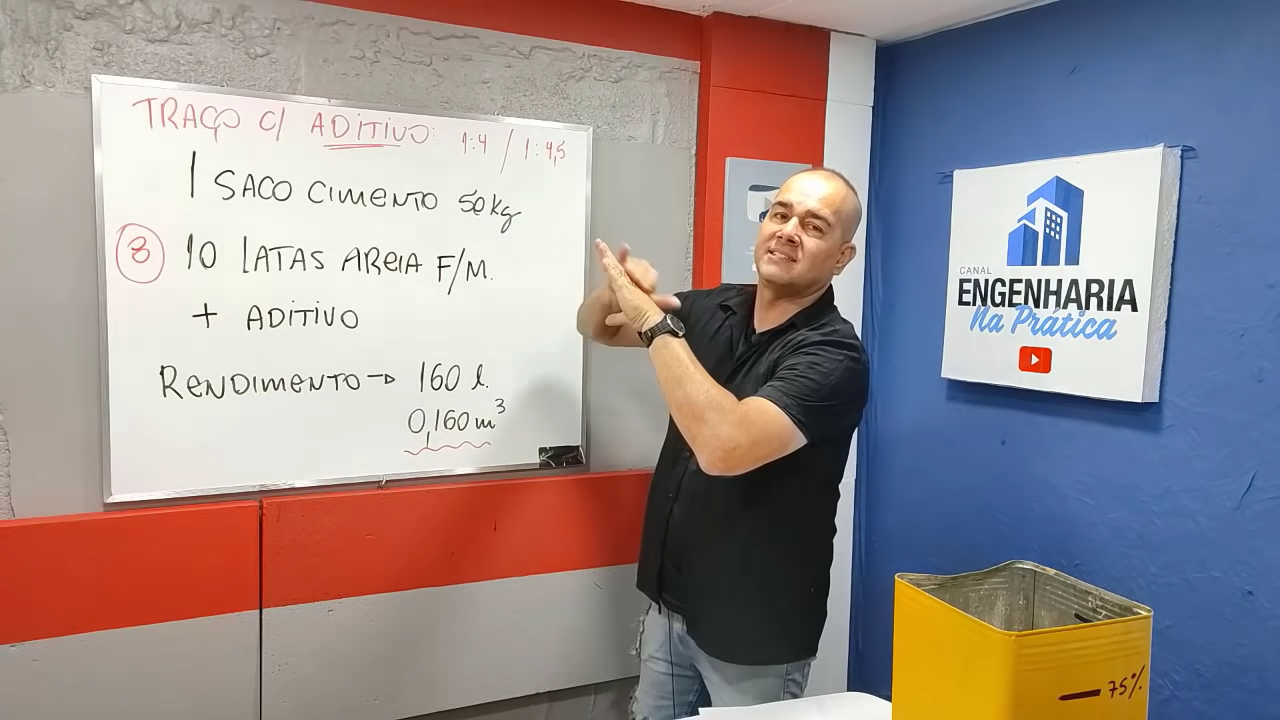 TRAÇO C/ ADITIVO: 1:4 / 1:4,5
1 SACO CIMENTO 50kg
8 10 LATAS AREIA F/M.
+ ADITIVO
RENDIMENTO → 160 l.
0,160 m³
CANAL
ENGENHARIA
Na Prática
75%